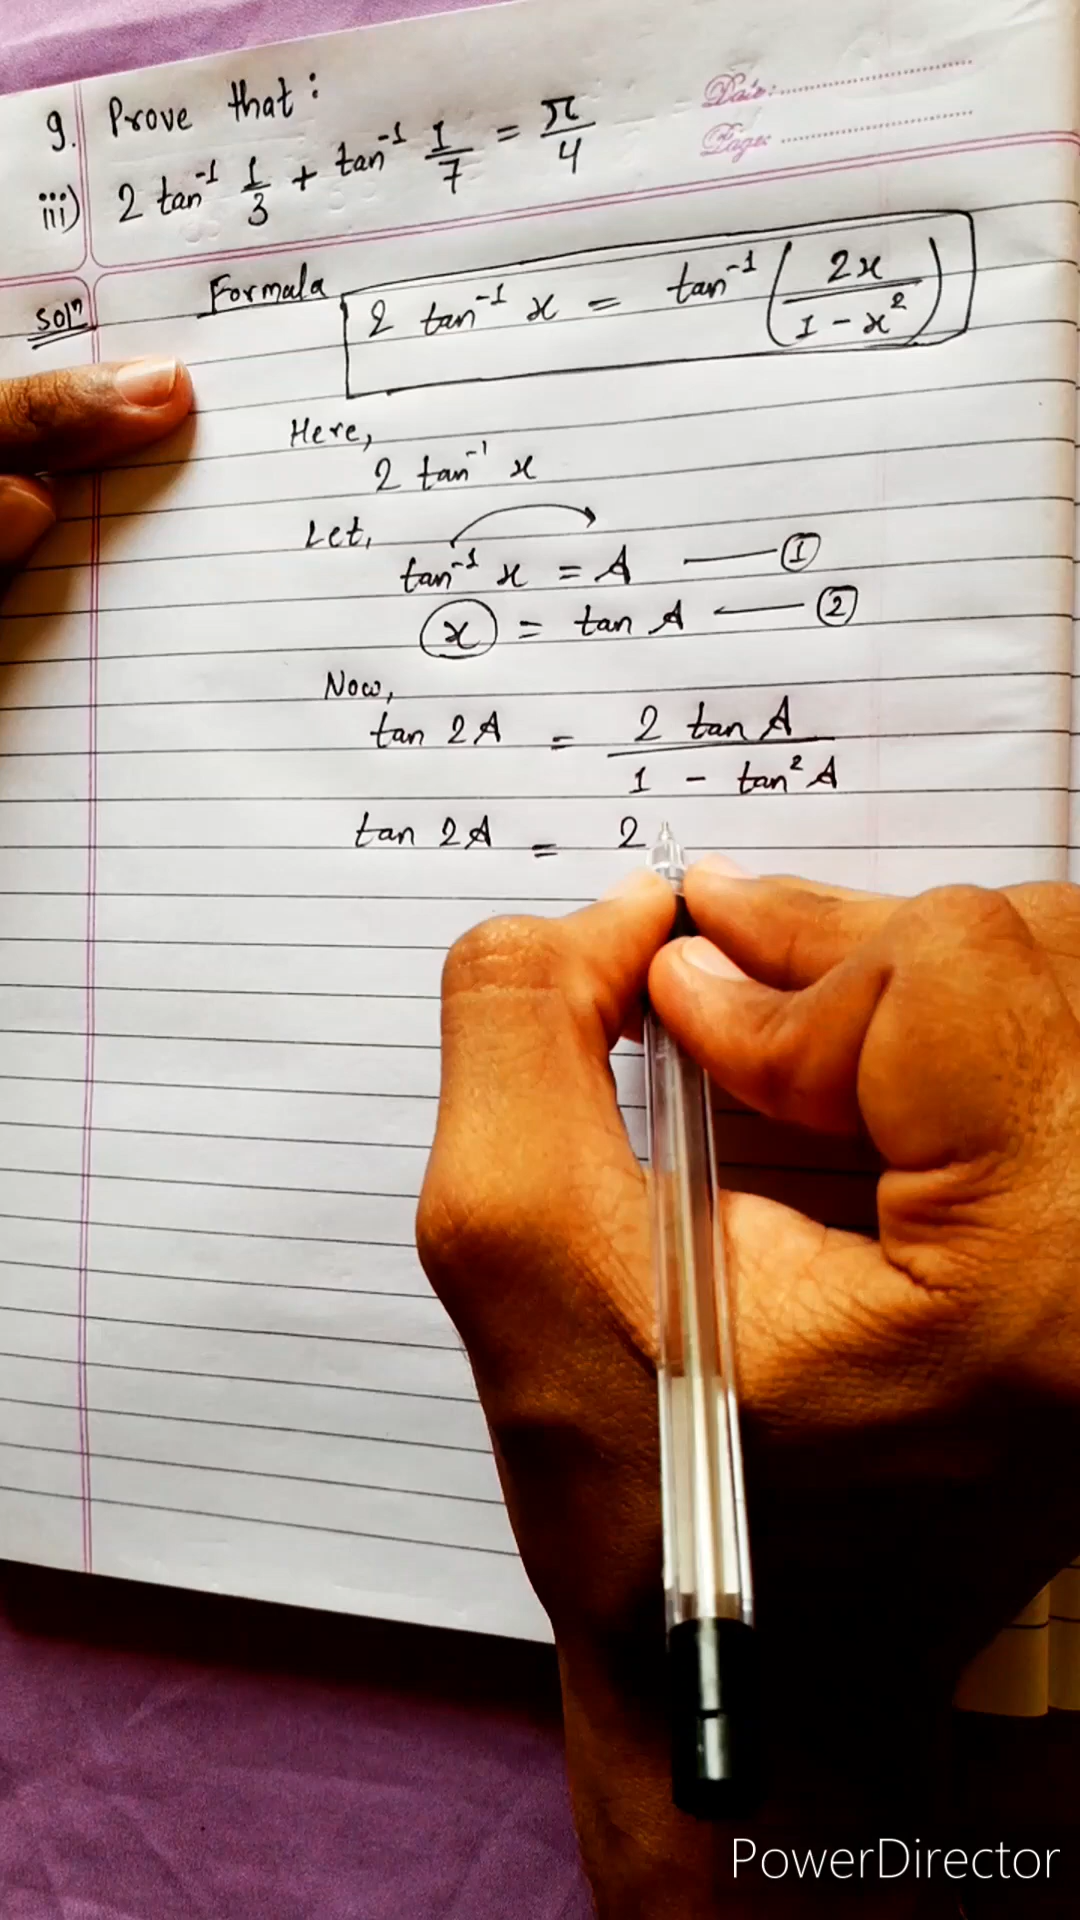 9. Prove that :
iii) 2 tan⁻¹ 1/3 + tan⁻¹ 1/7 = π/4
Date:
Page:
Solⁿ
Formula 2 tan⁻¹ x = tan⁻¹ (2x / 1 - x²)
Here,
2 tan⁻¹ x
Let,
tan⁻¹ x = A —— ①
x = tan A —— ②
Now,
tan 2A = 2 tan A / 1 - tan² A
tan 2A = 2
PowerDirector